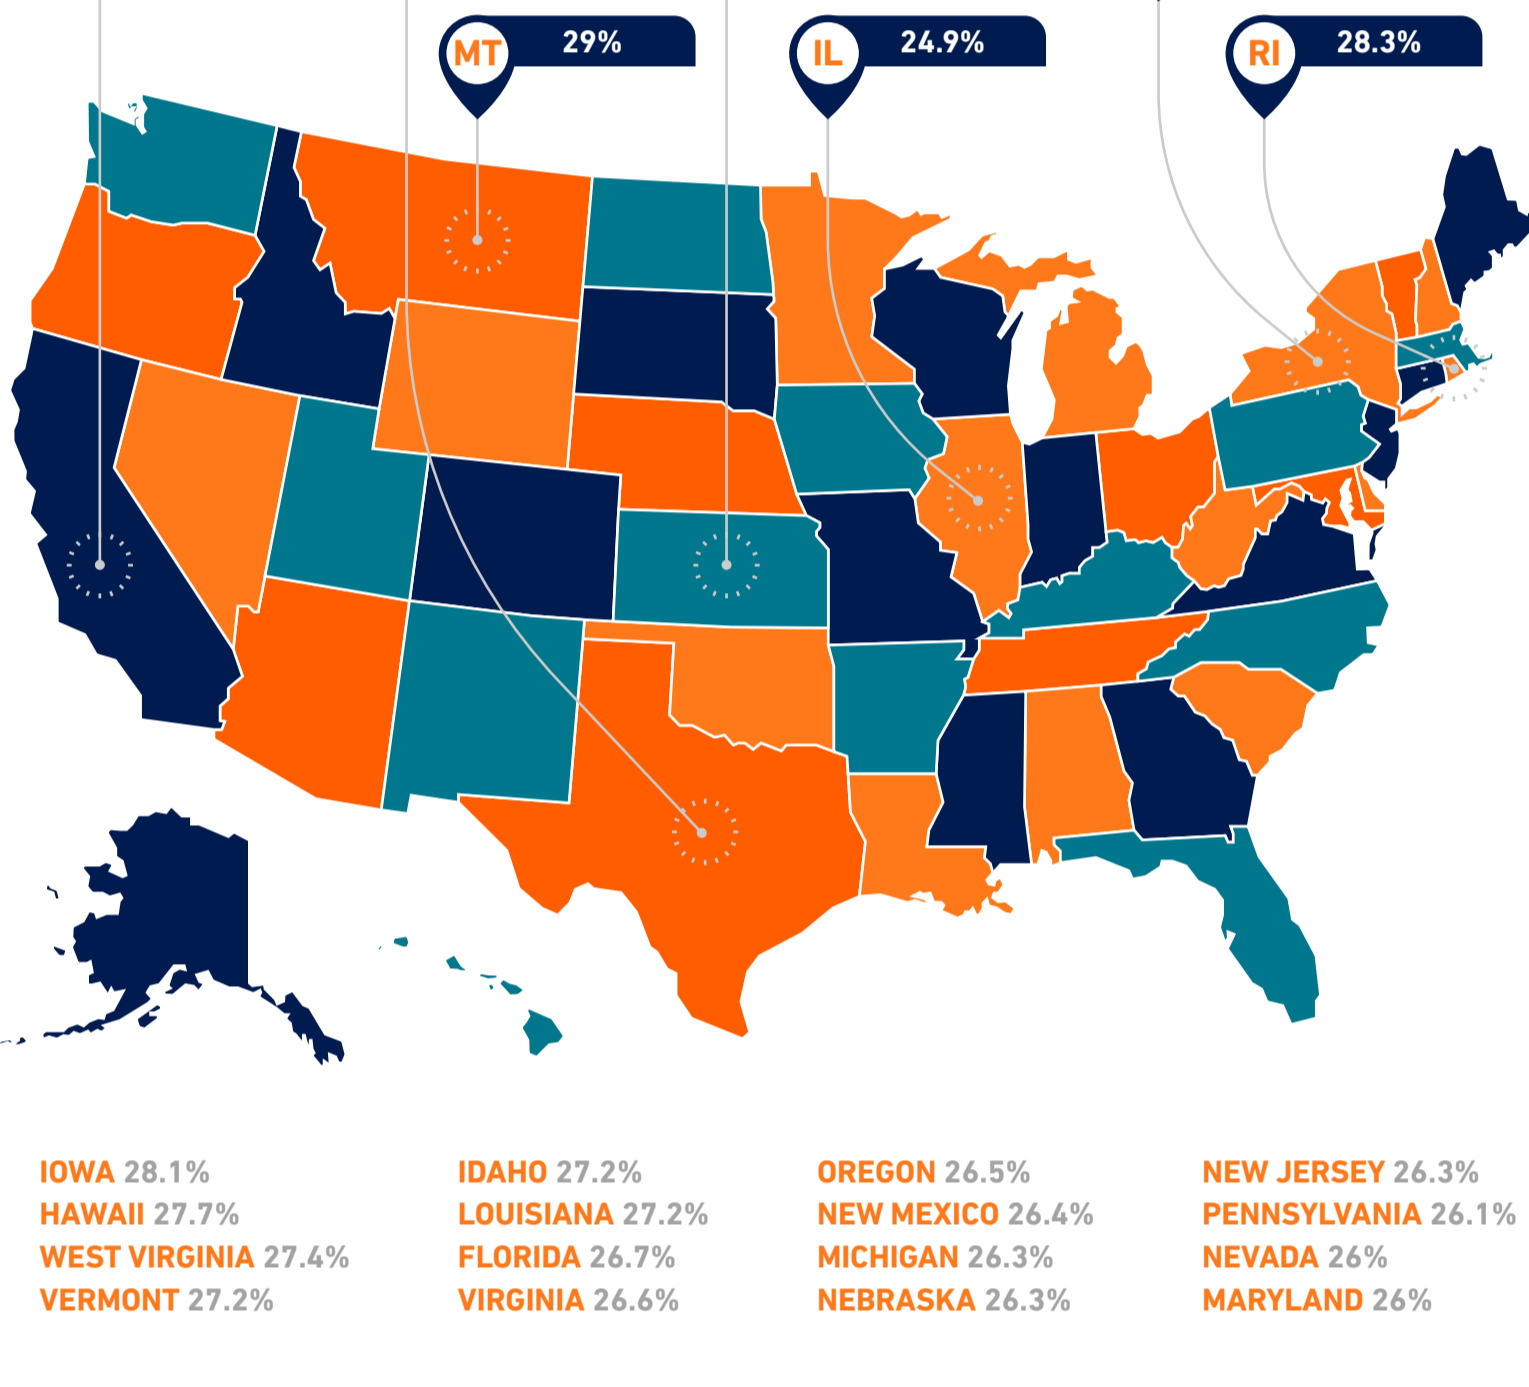 MT 29%
IL 24.9%
RI 28.3%
IOWA 28.1%
HAWAII 27.7%
WEST VIRGINIA 27.4%
VERMONT 27.2%
IDAHO 27.2%
LOUISIANA 27.2%
FLORIDA 26.7%
VIRGINIA 26.6%
OREGON 26.5%
NEW MEXICO 26.4%
MICHIGAN 26.3%
NEBRASKA 26.3%
NEW JERSEY 26.3%
PENNSYLVANIA 26.1%
NEVADA 26%
MARYLAND 26%